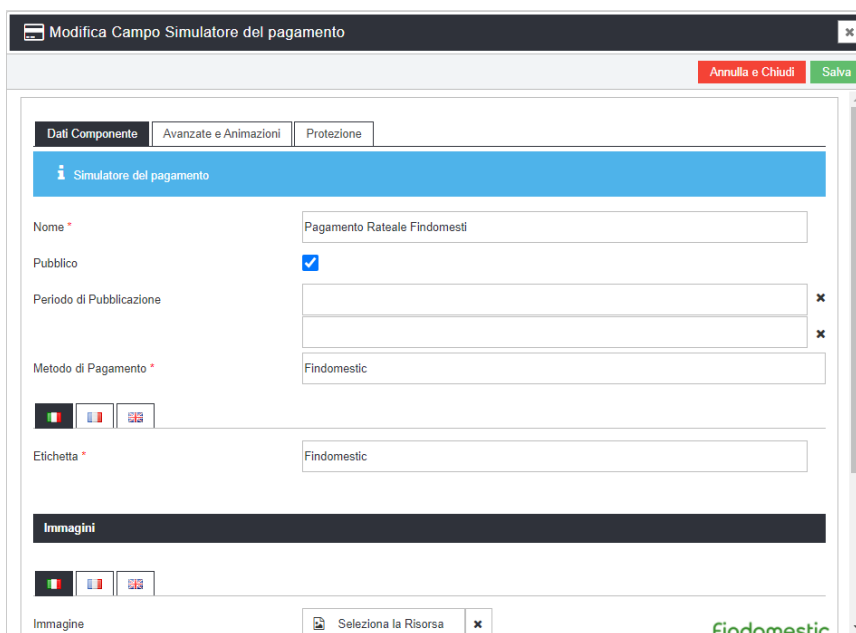 Modifica Campo Simulatore del pagamento
Annulla e Chiudi Salva
Dati Componente Avanzate e Animazioni Protezione
Simulatore del pagamento
Nome *
Pagamento Rateale Findomesti
Pubblico
Periodo di Pubblicazione
Metodo di Pagamento *
Findomestic
Etichetta *
Findomestic
Immagini
Immagine
Seleziona la Risorsa
Findomestic